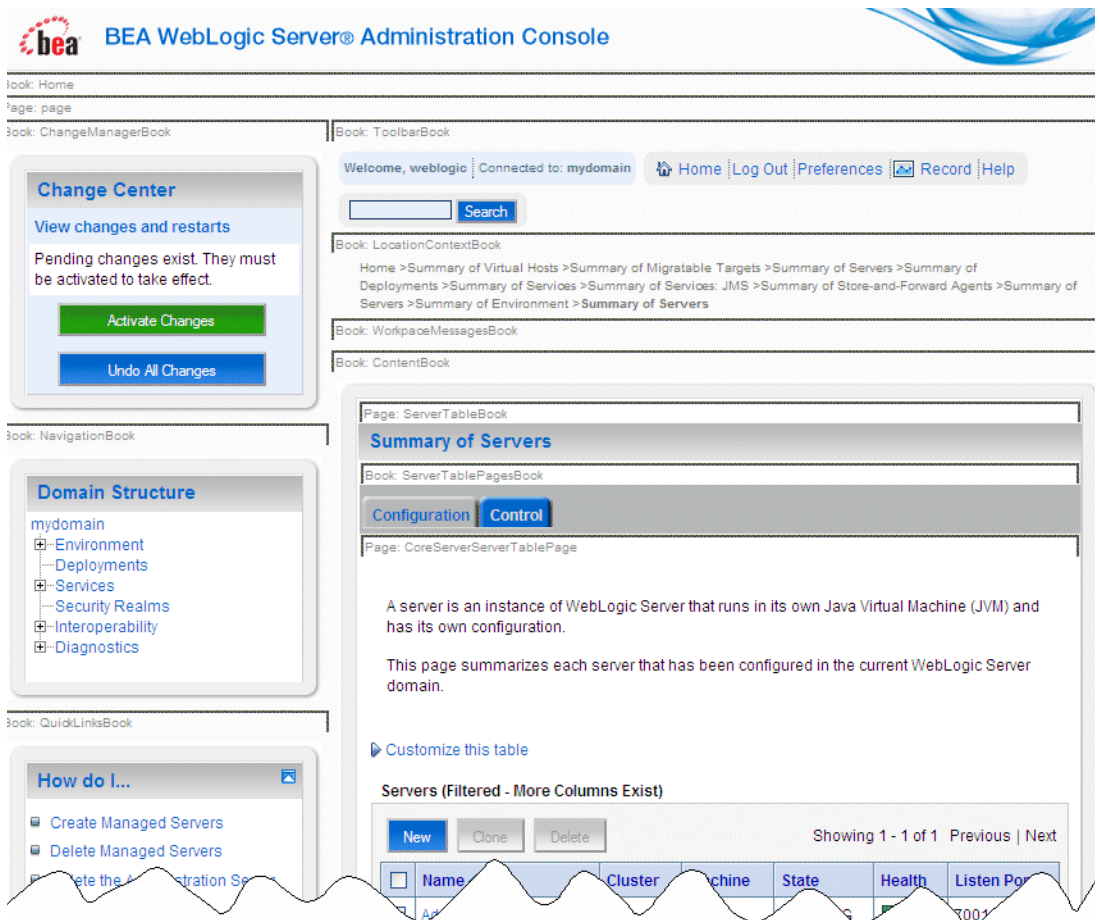 bea
BEA WebLogic Server® Administration Console
Book: Home
Page: page
Book: ChangeManagerBook
Change Center
View changes and restarts
Pending changes exist. They must
be activated to take effect.
Activate Changes
Undo All Changes
Book: NavigationBook
Domain Structure
mydomain
Environment
Deployments
Services
Security Realms
Interoperability
Diagnostics
Book: QuickLinksBook
How do I...
Create Managed Servers
Delete Managed Servers
Book: ToolbarBook
Welcome, weblogic Connected to: mydomain Home Log Out Preferences Record Help
Search
Book: LocationContextBook
Home >Summary of Virtual Hosts >Summary of Migratable Targets >Summary of Servers >Summary of
Deployments >Summary of Services >Summary of Services: JMS >Summary of Store-and-Forward Agents >Summary of
Servers >Summary of Environment >Summary of Servers
Book: WorkpaceMessagesBook
Book: ContentBook
Page: ServerTableBook
Summary of Servers
Book: ServerTablePagesBook
Configuration Control
Page: CoreServerServerTablePage
A server is an instance of WebLogic Server that runs in its own Java Virtual Machine (JVM) and
has its own configuration.
This page summarizes each server that has been configured in the current WebLogic Server
domain.
Customize this table
Servers (Filtered - More Columns Exist)
New Clone Delete Showing 1 - 1 of 1 Previous | Next
Name Cluster State Health Listen